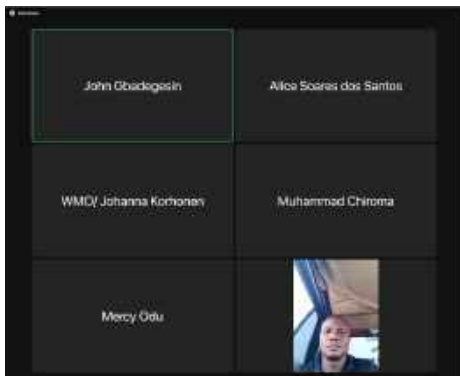 John Gbadegesin
Alice Soares dos Santos
WMO/ Johanna Korhonen
Muhammad Chiroma
Mercy Odu